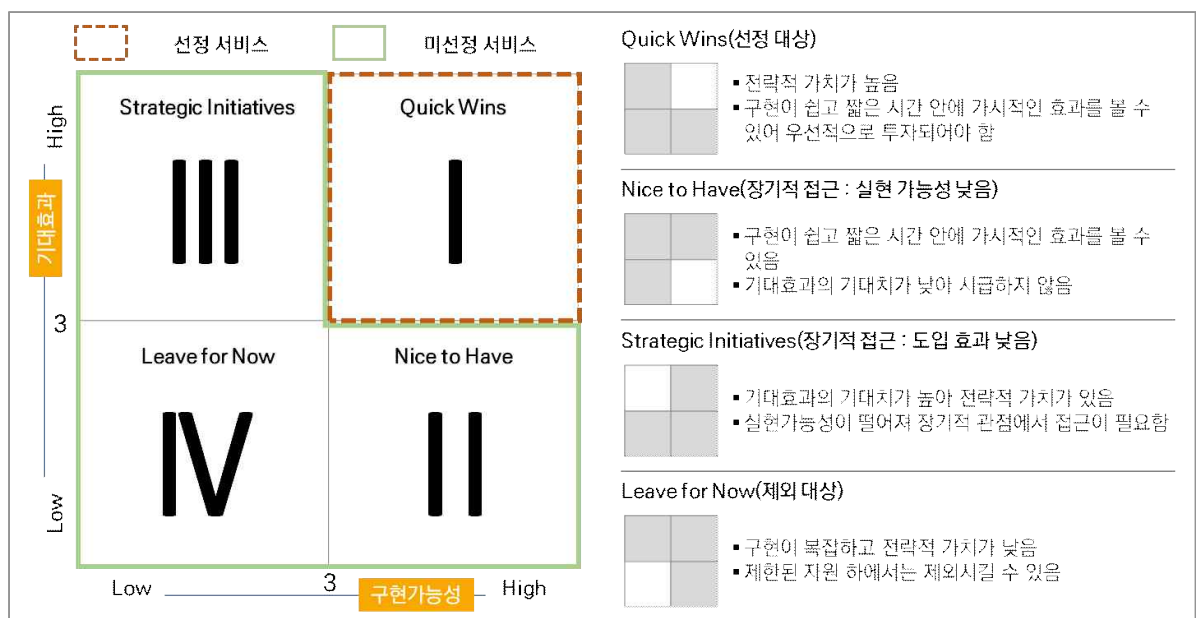 선정 서비스
미선정 서비스
High
기대효과
3
Low
Strategic Initiatives
III
Quick Wins
I
Leave for Now
IV
Nice to Have
II
Low
3
구현가능성
High
Quick Wins(선정 대상)
▪ 전략적 가치가 높음
▪ 구현이 쉽고 짧은 시간 안에 가시적인 효과를 볼 수
있어 우선적으로 투자되어야 함
Nice to Have(장기적 접근 : 실현 가능성 낮음)
▪ 구현이 쉽고 짧은 시간 안에 가시적인 효과를 볼 수
있음
▪ 기대효과의 기대치가 낮아 시급하지 않음
Strategic Initiatives(장기적 접근 : 도입 효과 낮음)
▪ 기대효과의 기대치가 높아 전략적 가치가 있음
▪ 실현가능성이 떨어져 장기적 관점에서 접근이 필요함
Leave for Now(제외 대상)
▪ 구현이 복잡하고 전략적 가치가 낮음
▪ 제한된 자원 하에서는 제외시킬 수 있음